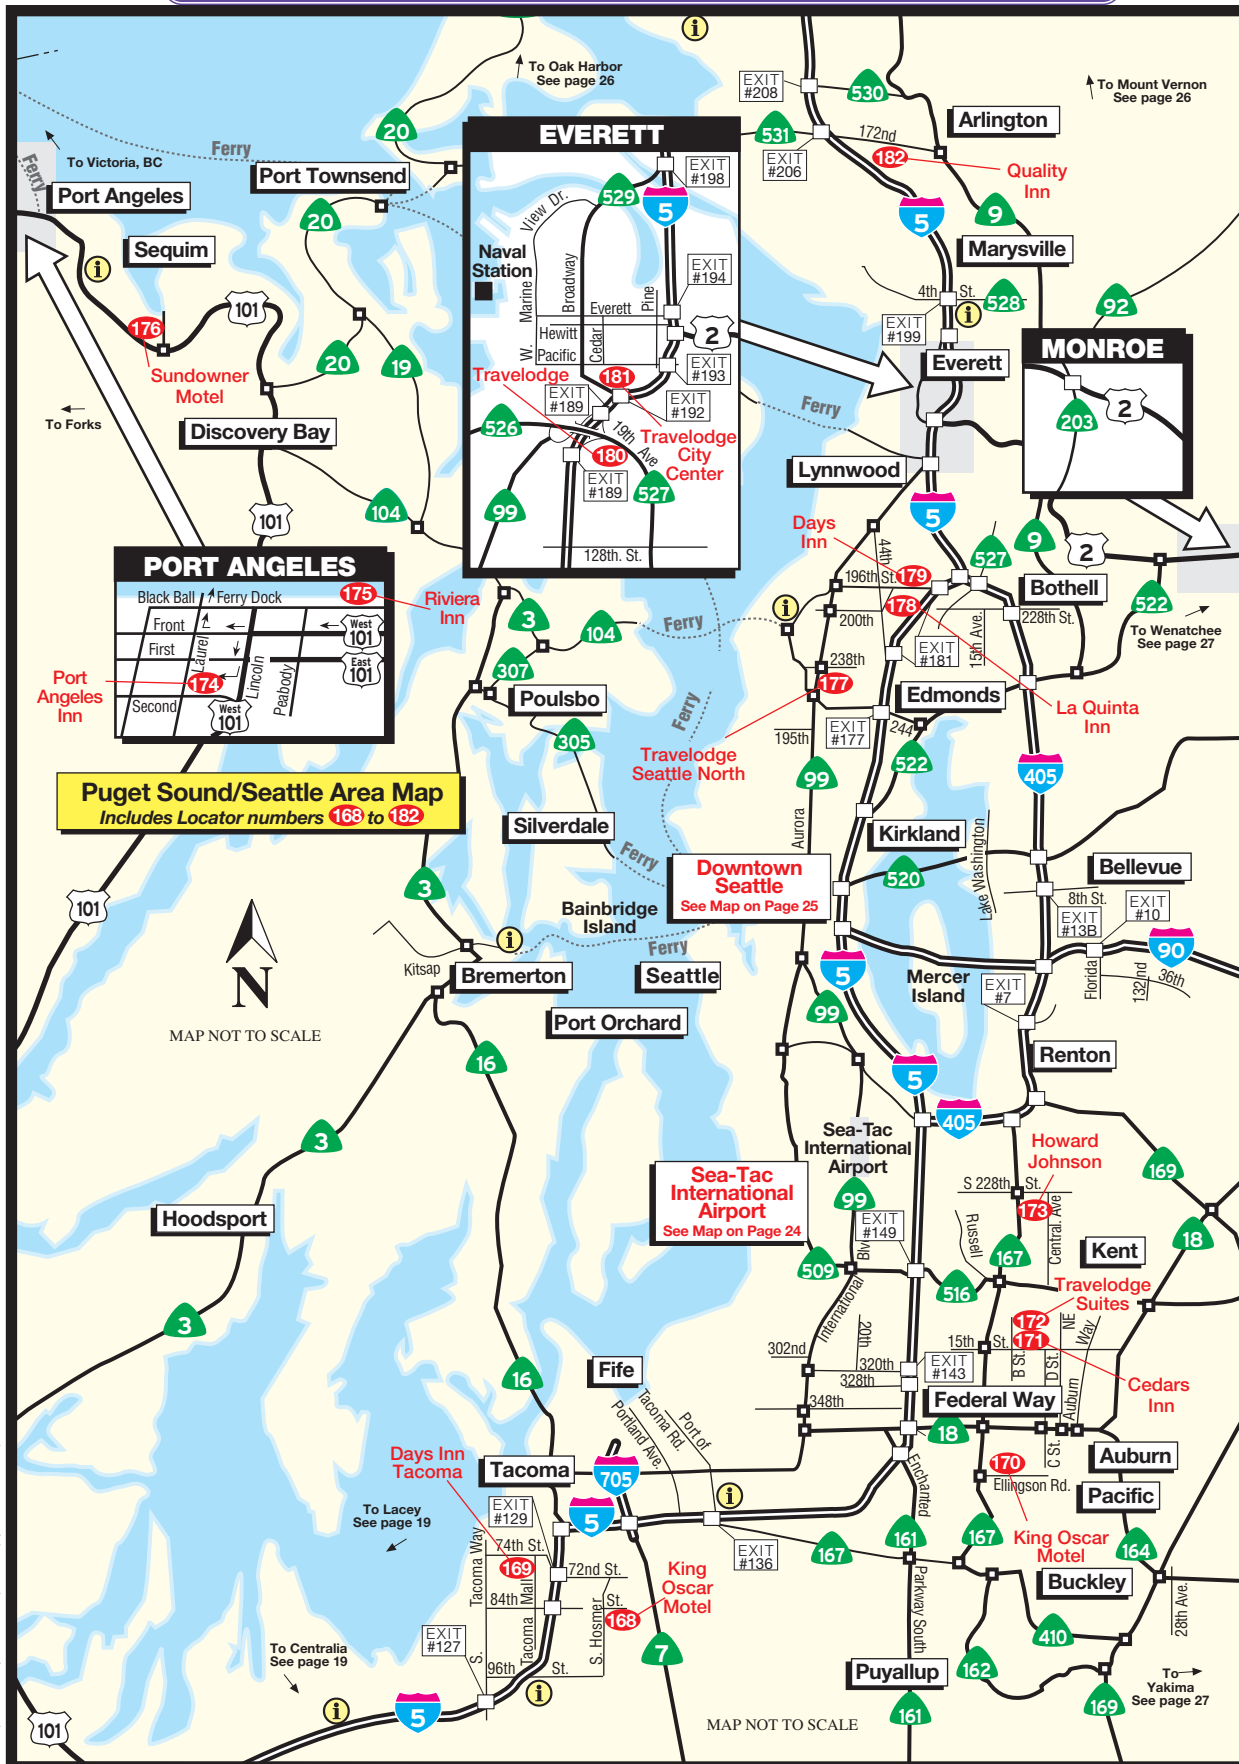 To Oak Harbor
See page 26
EXIT
#208
530
To Mount Vernon
See page 26
Arlington
20
EVERETT
531
172nd
EXIT
#206
182
Quality
Inn
To Victoria, BC
Ferry
Ferry
Port Townsend
Port Angeles
20
EXIT
#198
529
5
View Dr.
5
9
Sequim
Marysville
Naval
Station
Marine
W.
Broadway
Pine
EXIT
#194
Everett
Hewitt
Pacific
Cedar
2
EXIT
#193
4th St.
528
92
EXIT
#199
101
176
Sundowner
Motel
20
19
Everett
MONROE
2
203
Travelodge
181
EXIT
#189
EXIT
#192
526
19th Ave
Travelodge
City
Center
180
EXIT
#189
527
99
128th. St.
Ferry
To Forks
Discovery Bay
Lynnwood
101
104
5
Days
Inn
44th
9
2
527
PORT ANGELES
Black Ball
Ferry Dock
175
Riviera
Inn
Front
West
101
First
Laurel
Lincoln
Peabody
East
101
174
Second
West
101
Port
Angeles
Inn
196th St.
179
Bothell
522
178
200th
15th Ave.
228th St.
To Wenatchee
See page 27
3
104
Ferry
307
238th
EXIT
#181
177
Poulsbo
Edmonds
La Quinta
Inn
Ferry
305
195th
EXIT
#177
244
522
Travelodge
Seattle North
99
405
Puget Sound/Seattle Area Map
Includes Locator numbers 168 to 182
Silverdale
Aurora
Kirkland
Lake Washington
Ferry
Downtown
Seattle
See Map on Page 25
520
Bellevue
3
101
8th St.
EXIT
#13B
EXIT
#10
Bainbridge
Island
Ferry
N
Kitsap
Bremerton
Seattle
5
90
Mercer
Island
EXIT
#7
Florida
132nd
36th
MAP NOT TO SCALE
Port Orchard
99
16
Renton
5
405
3
Sea-Tac
International
Airport
Howard
Johnson
169
Sea-Tac
International
Airport
See Map on Page 24
99
S 228th St.
173
Central. Ave
Hoodsport
EXIT
#149
Blv
Russell
167
Kent
18
509
516
International
Travelodge
Suites
3
172
171
20th
302nd
15th St.
B St.
D St.
NE
Auburn Way
320th
EXIT
#143
328th
Fife
16
Cedars
Inn
348th
Federal Way
18
C St.
Tacoma Rd.
Portland Ave.
Port of
Days Inn
Tacoma
Tacoma
705
170
Auburn
Ellingson Rd.
Pacific
Enchanted
To Lacey
See page 19
EXIT
#129
5
EXIT
#136
167
161
167
King Oscar
Motel
164
74th St.
169
72nd St.
Tacoma Way
S.
Tacoma Mall
84th St.
S. Hosmer
King
Oscar
Motel
168
Buckley
Parkway South
28th Ave.
EXIT
#127
To Centralia
See page 19
96th St.
7
410
Puyallup
162
169
To
Yakima
See page 27
101
5
161
MAP NOT TO SCALE